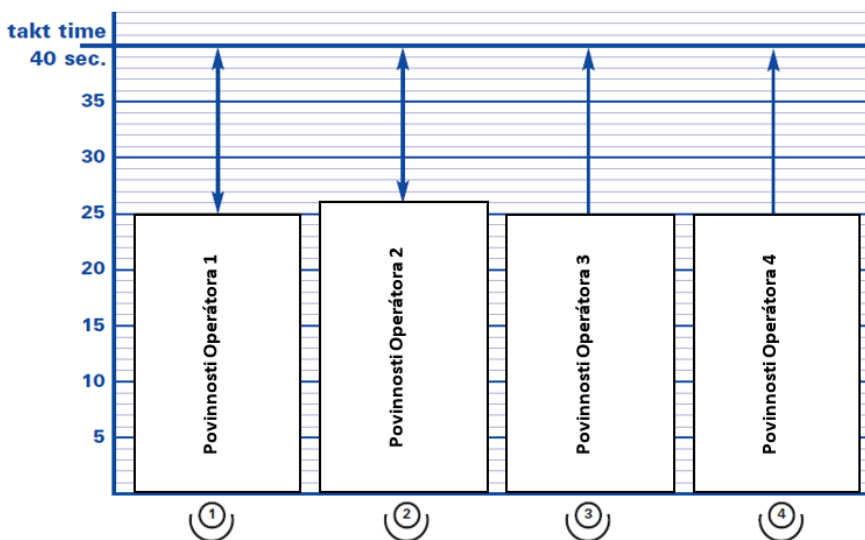 takt time
40 sec.
35
30
25
20
15
10
5
Povinnosti Operátora 1
Povinnosti Operátora 2
Povinnosti Operátora 3
Povinnosti Operátora 4
1
2
3
4